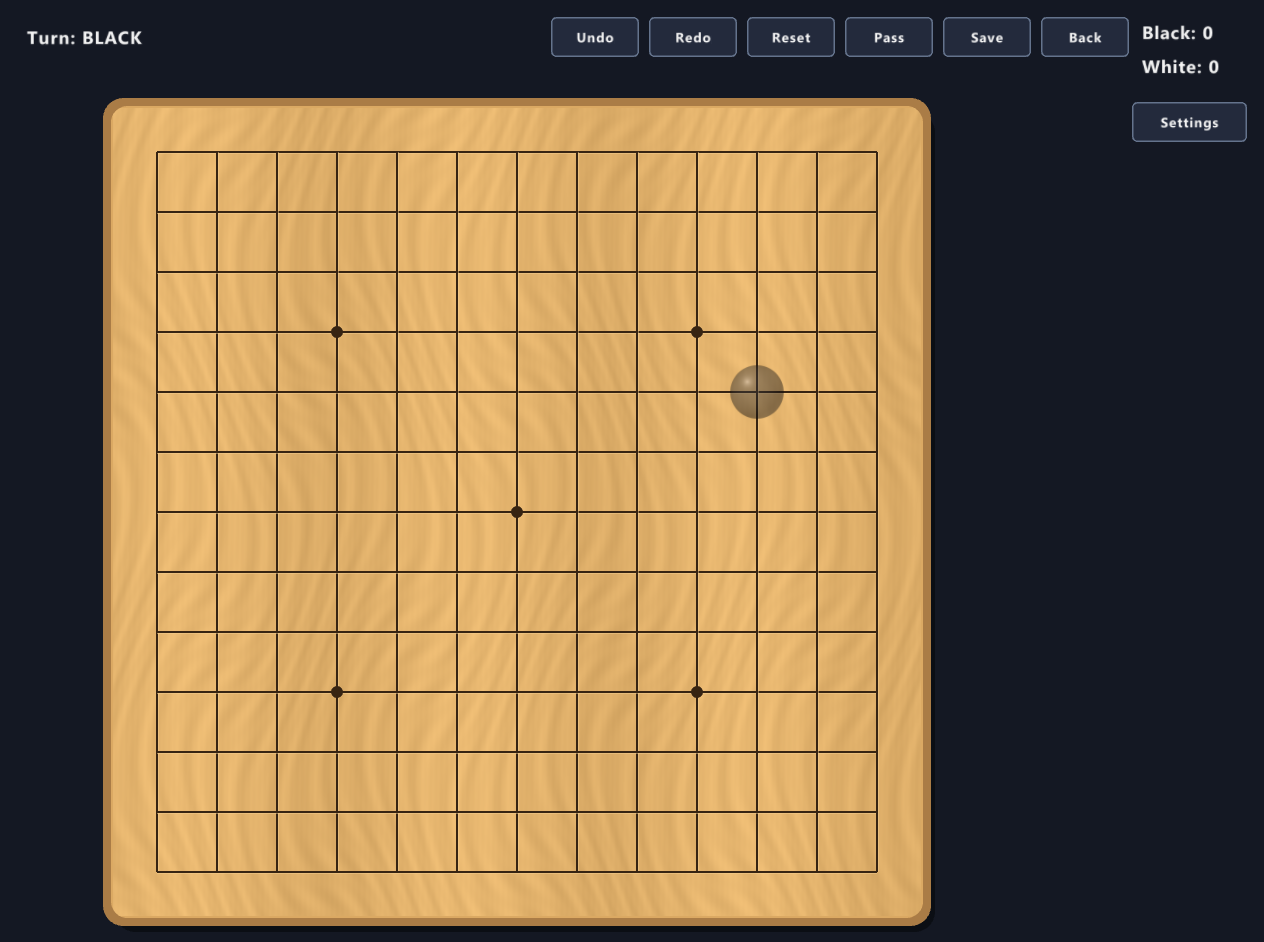 Turn: BLACK
Undo
Redo
Reset
Pass
Save
Back
Black: 0
White: 0
Settings